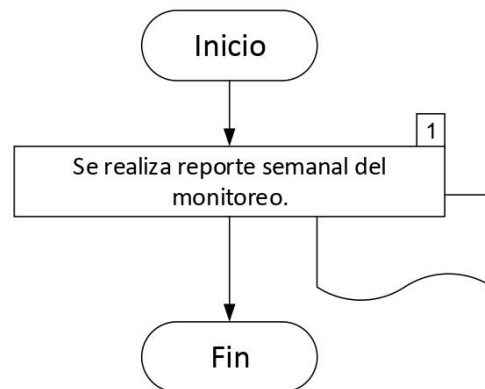 Inicio
1
Se realiza reporte semanal del
monitoreo.
Fin